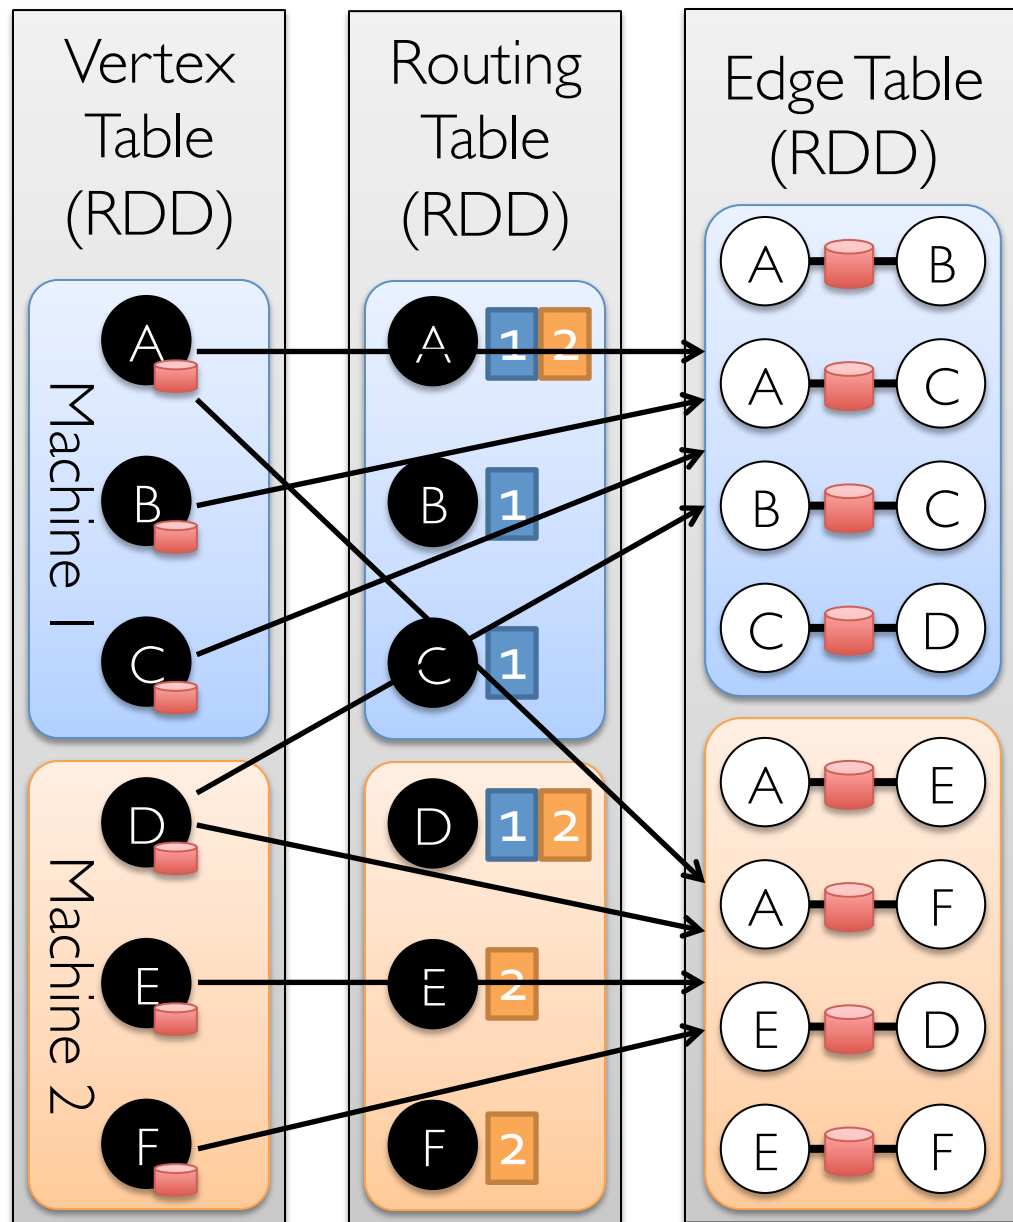 Vertex
Table
(RDD)
Machine 1
A
B
C
Machine 2
D
E
F
Routing
Table
(RDD)
A 1 2
B 1
C 1
D 1 2
E 2
F 2
Edge Table
(RDD)
A B
A C
B C
C D
A E
A F
E D
E F